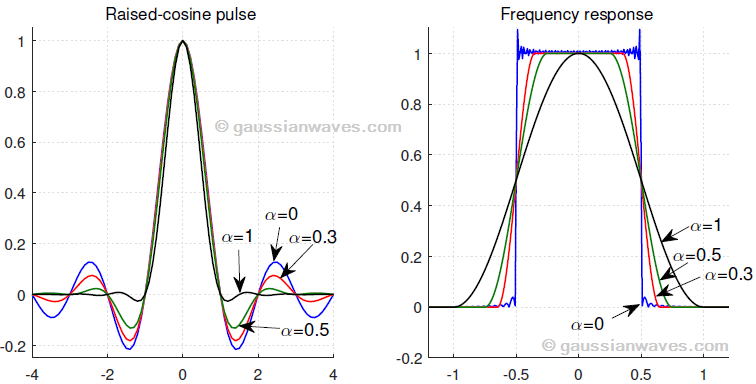 Raised-cosine pulse
1
0.8
0.6
0.4
0.2
0
-0.2
-4
-2
0
2
4
© gaussianwaves.com
α=0
α=1
α=0.3
α=0.5
Frequency response
1
0.8
0.6
0.4
0.2
0
-0.2
-1
-0.5
0
0.5
1
α=1
α=0.5
α=0.3
α=0
© gaussianwaves.com